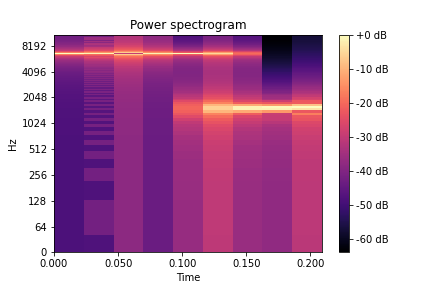 Power spectrogram
8192
4096
2048
1024
512
256
128
64
0
Hz
0.000 0.050 0.100 0.150 0.200
Time
+0 dB
-10 dB
-20 dB
-30 dB
-40 dB
-50 dB
-60 dB